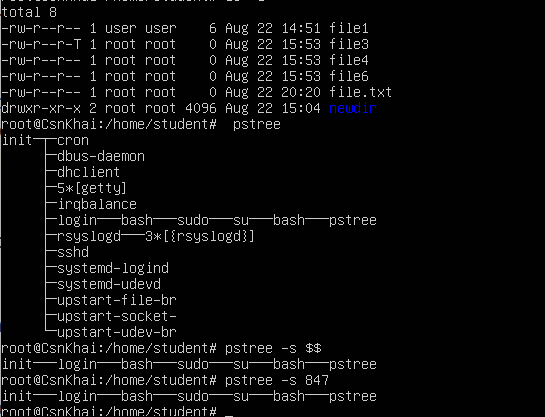 total 8
-rw-r--r-- 1 user user    6 Aug 22 14:51 file1
-rw-r--r-T 1 root root    0 Aug 22 15:53 file3
-rw-r--r-- 1 root root    0 Aug 22 15:53 file4
-rw-r--r-- 1 root root    0 Aug 22 15:53 file6
-rw-r--r-- 1 root root    0 Aug 22 20:20 file.txt
drwxr-xr-x 2 root root 4096 Aug 22 15:04 newdir
root@CsnKhai:/home/student#  pstree
init─┬─cron
     ├─dbus-daemon
     ├─dhclient
     ├─5*[getty]
     ├─irqbalance
     ├─login───bash───sudo───su───bash───pstree
     ├─rsyslogd───3*[{rsyslogd}]
     ├─sshd
     ├─systemd-logind
     ├─systemd-udevd
     ├─upstart-file-br
     ├─upstart-socket-
     └─upstart-udev-br
root@CsnKhai:/home/student# pstree -s $$
init───login───bash───sudo───su───bash───pstree
root@CsnKhai:/home/student# pstree -s 847
init───login───bash───sudo───su───bash───pstree
root@CsnKhai:/home/student# _